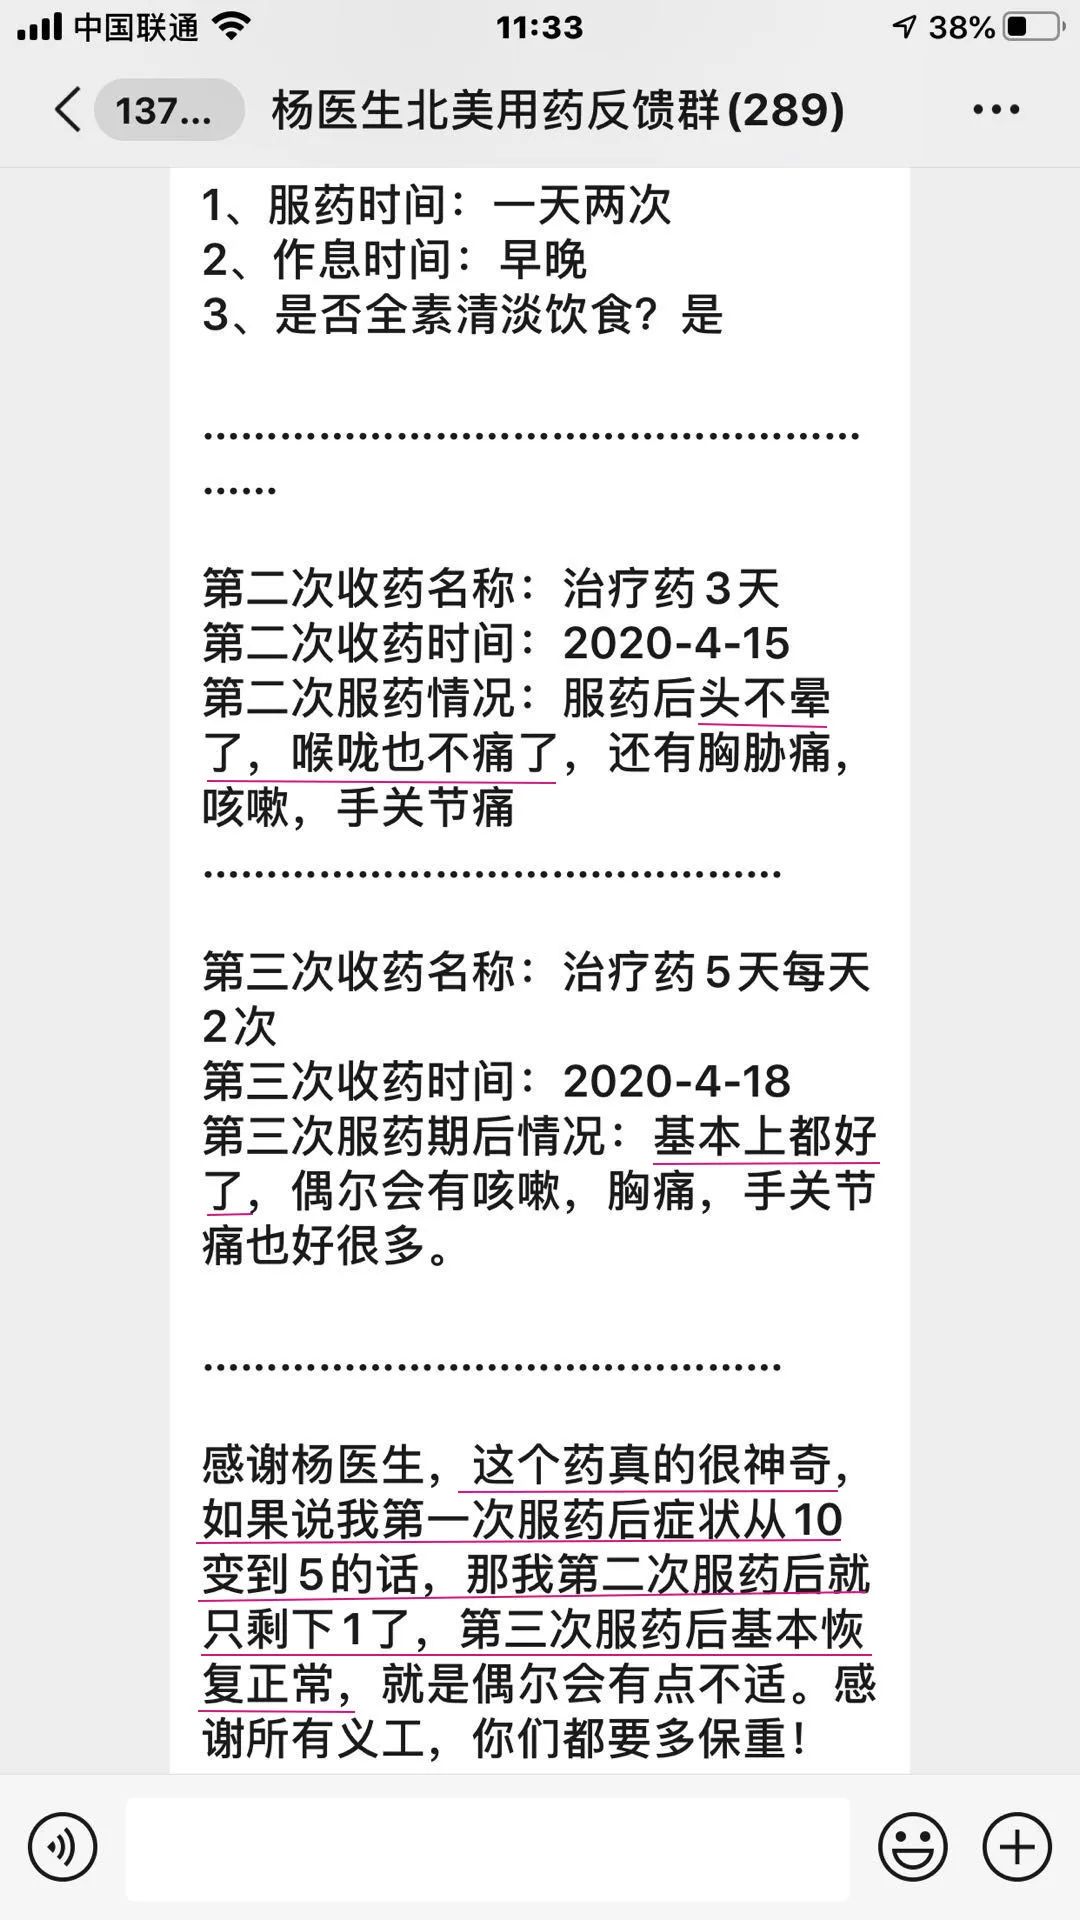 中国联通 11:33 38%
137... 杨医生北美用药反馈群(289) •••
1、服药时间：一天两次
2、作息时间：早晚
3、是否全素清淡饮食？是
...................................................
......
第二次收药名称：治疗药3天
第二次收药时间：2020-4-15
第二次服药情况：服药后头不晕
了，喉咙也不痛了，还有胸胁痛，
咳嗽，手关节痛
.............................................
第三次收药名称：治疗药5天每天
2次
第三次收药时间：2020-4-18
第三次服药期后情况：基本上都好
了，偶尔会有咳嗽，胸痛，手关节
痛也好很多。
.............................................
感谢杨医生，这个药真的很神奇，
如果说我第一次服药后症状从10
变到5的话，那我第二次服药后就
只剩下1了，第三次服药后基本恢
复正常，就是偶尔会有点不适。感
谢所有义工，你们都要多保重！